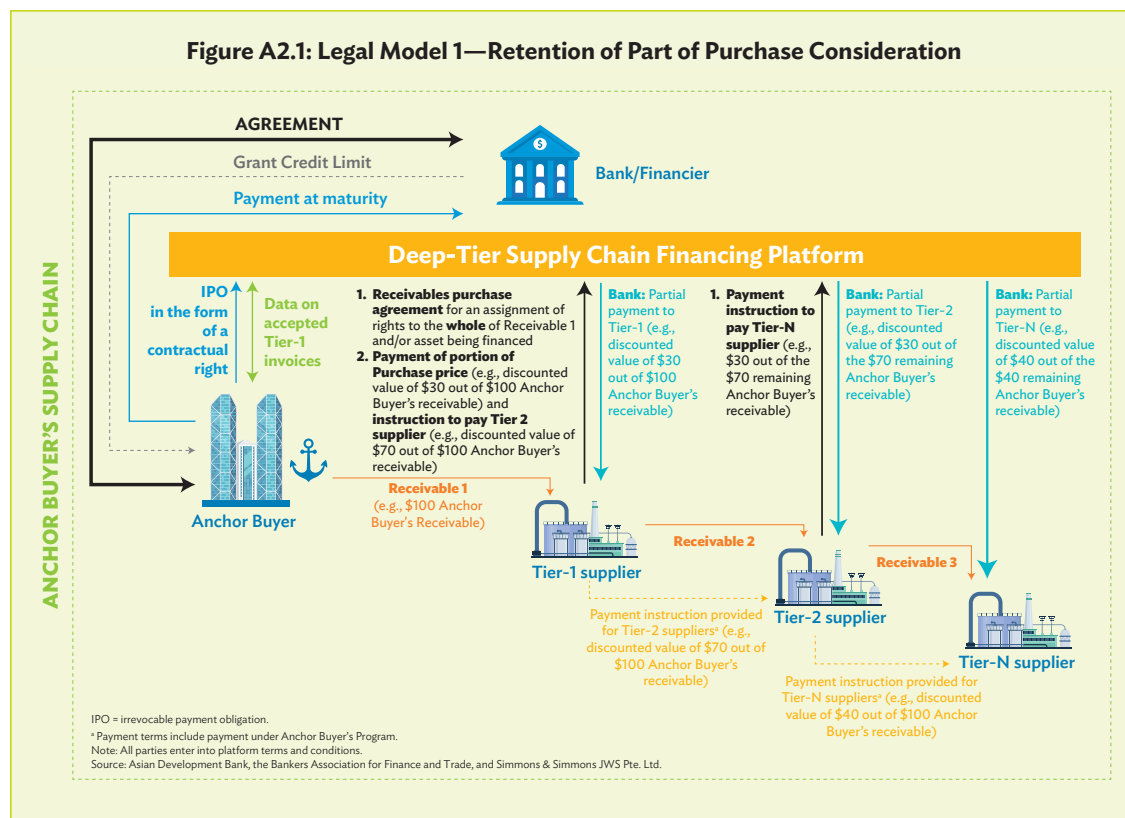 Figure A2.1: Legal Model 1—Retention of Part of Purchase Consideration
ANCHOR BUYER'S SUPPLY CHAIN
AGREEMENT
Grant Credit Limit
Payment at maturity
$
Bank/Financier
Deep-Tier Supply Chain Financing Platform
IPO
in the form
of a
contractual
right
Data on
accepted
Tier-1
invoices
1. Receivables purchase
agreement for an assignment of
rights to the whole of Receivable 1
and/or asset being financed
2. Payment of portion of
Purchase price (e.g., discounted
value of $30 out of $100 Anchor
Buyer's receivable) and
instruction to pay Tier 2
supplier (e.g., discounted value of
$70 out of $100 Anchor Buyer's
receivable)
Bank: Partial
payment to
Tier-1 (e.g.,
discounted
value of $30
out of $100
Anchor Buyer's
receivable)
1. Payment
instruction to
pay Tier-N
supplier (e.g.,
$30 out of the
$70 remaining
Anchor Buyer's
receivable)
Bank: Partial
payment to Tier-2
(e.g., discounted
value of $30 out of
the $70 remaining
Anchor Buyer's
receivable)
Bank: Partial
payment to
Tier-N (e.g.,
discounted value
of $40 out of the
$40 remaining
Anchor Buyer's
receivable)
Anchor Buyer
Receivable 1
(e.g., $100 Anchor
Buyer's Receivable)
Tier-1 supplier
Receivable 2
Tier-2 supplier
Receivable 3
Tier-N supplier
Payment instruction provided
for Tier-2 suppliersᵃ (e.g.,
discounted value of $70 out of
$100 Anchor Buyer's
receivable)
Payment instruction provided for
Tier-N suppliersᵃ (e.g., discounted
value of $40 out of $100 Anchor
Buyer's receivable)
IPO = irrevocable payment obligation.
ᵃ Payment terms include payment under Anchor Buyer's Program.
Note: All parties enter into platform terms and conditions.
Source: Asian Development Bank, the Bankers Association for Finance and Trade, and Simmons & Simmons JWS Pte. Ltd.